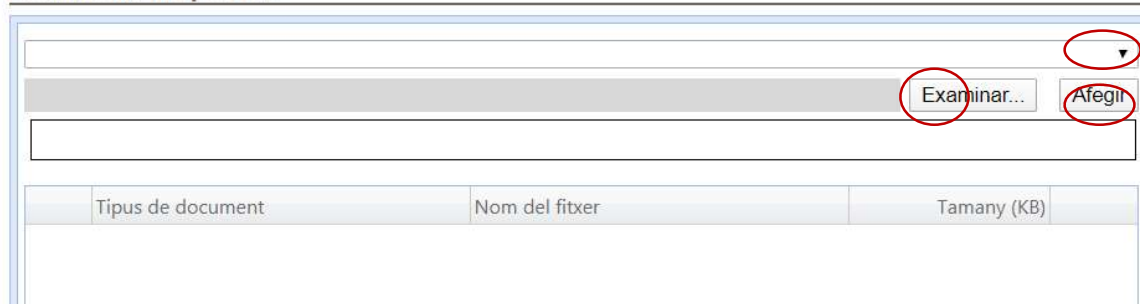 Examinar...
Afegir
Tipus de document
Nom del fitxer
Tamany (KB)